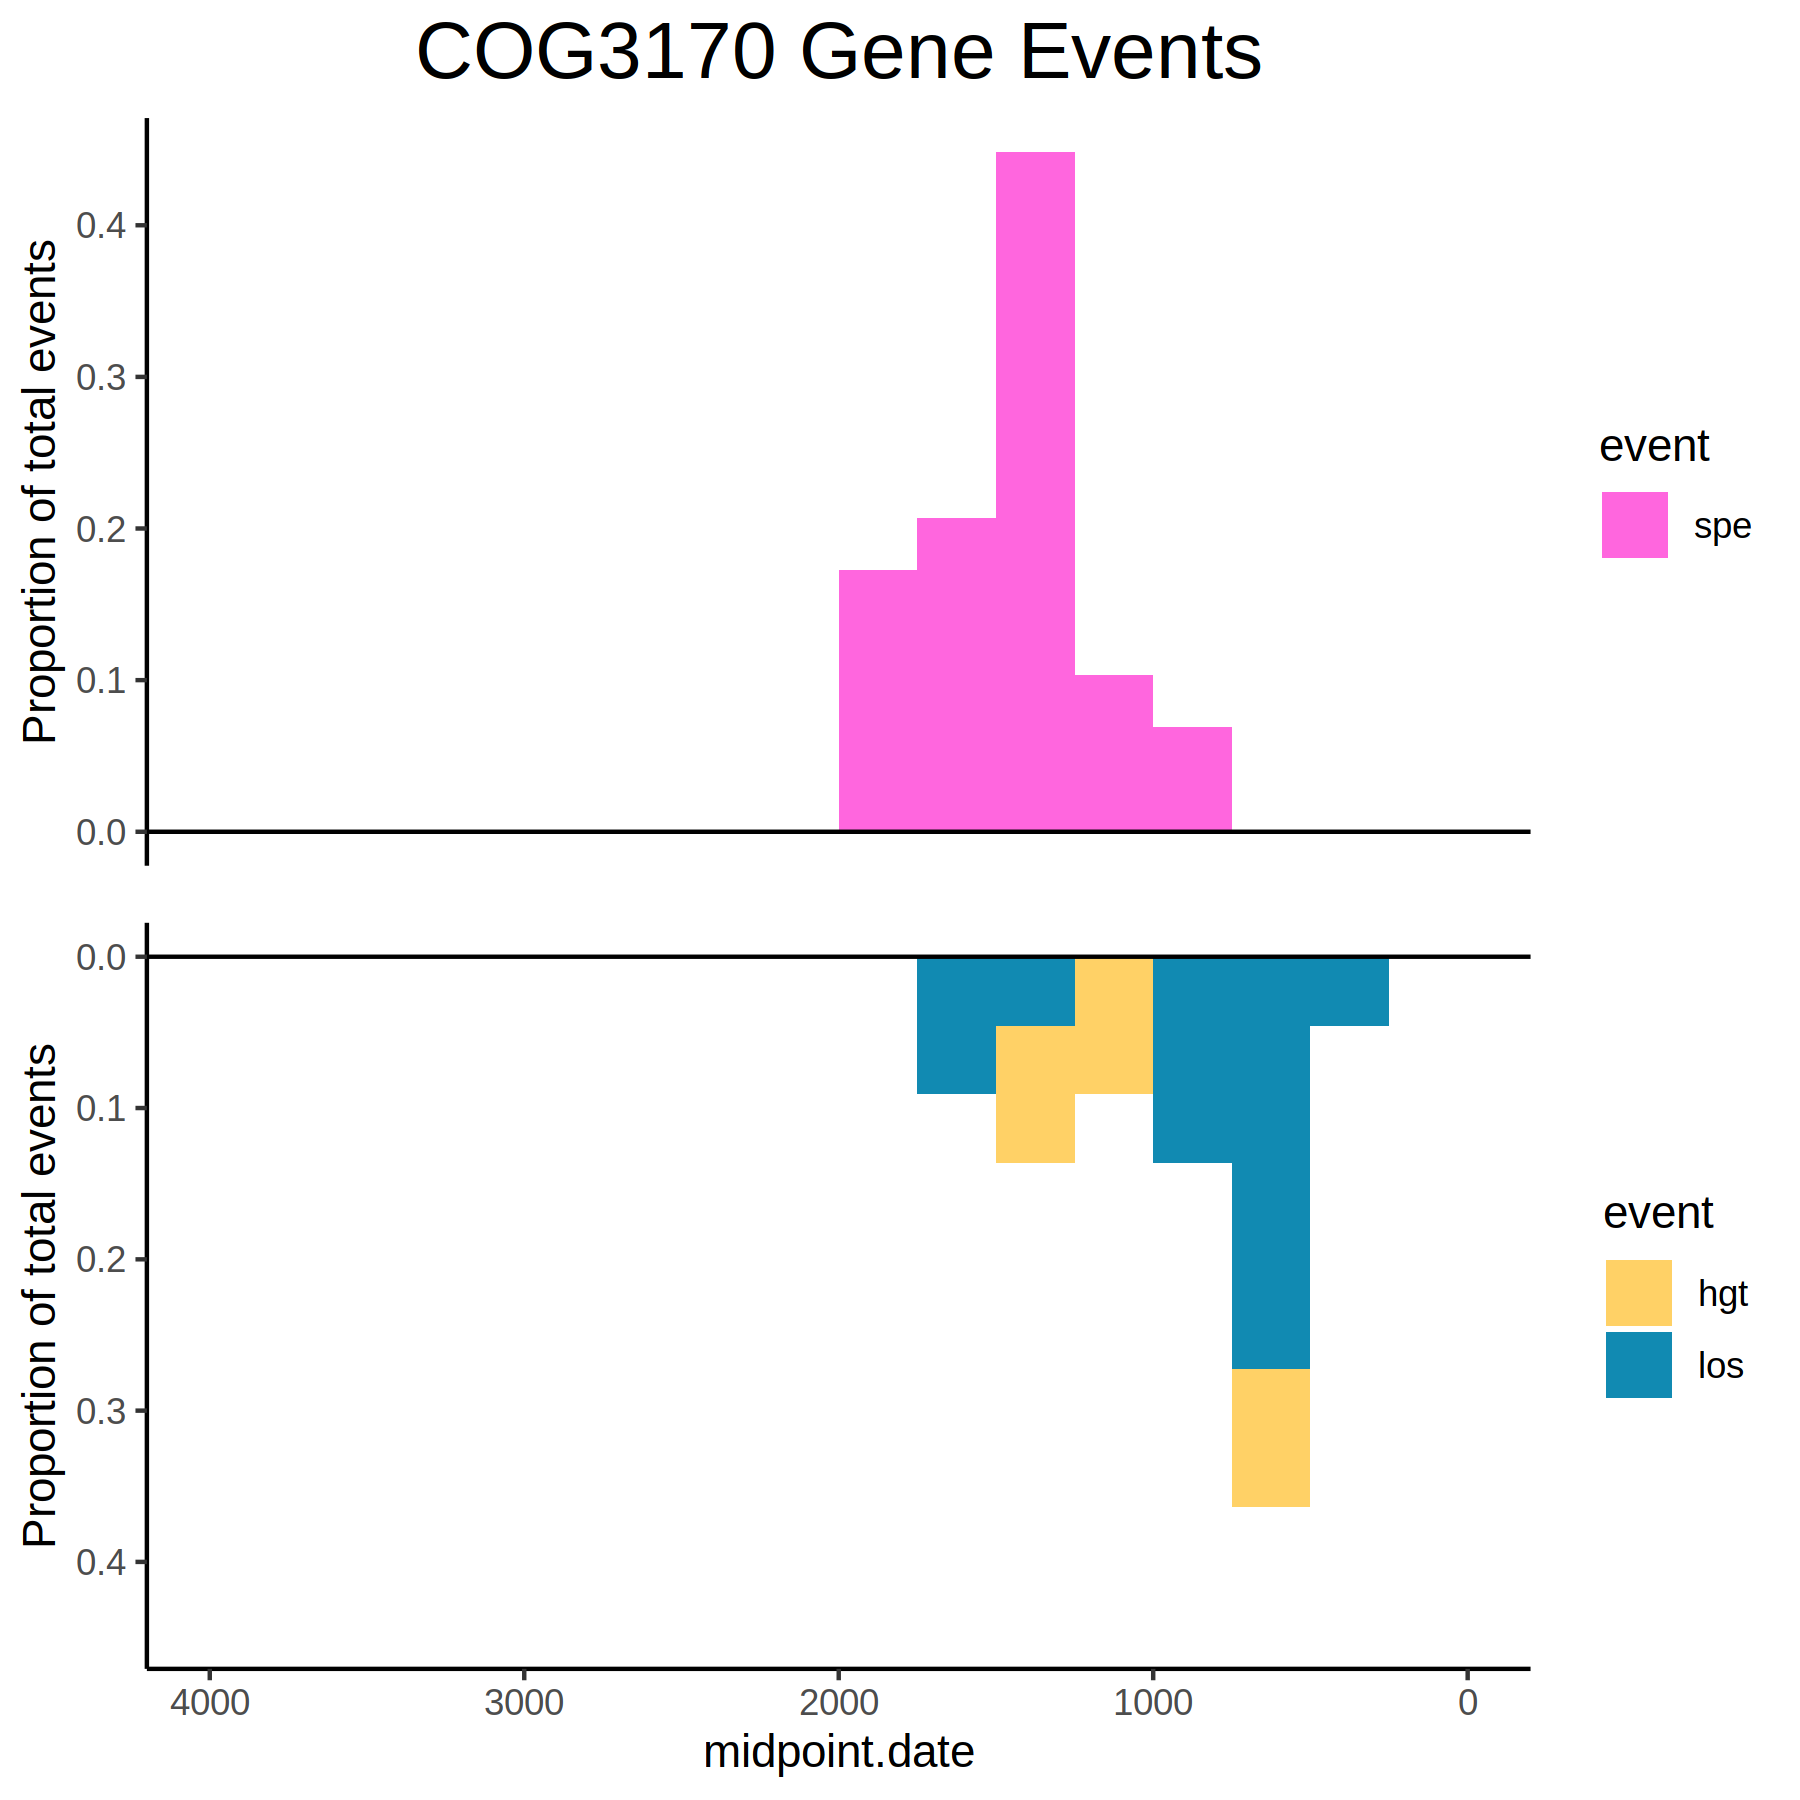 COG3170 Gene Events
Proportion of total events
0.4
0.3
0.2
0.1
0.0
event
spe
Proportion of total events
0.0
0.1
0.2
0.3
0.4
event
hgt
los
4000 3000 2000 1000 0
midpoint.date